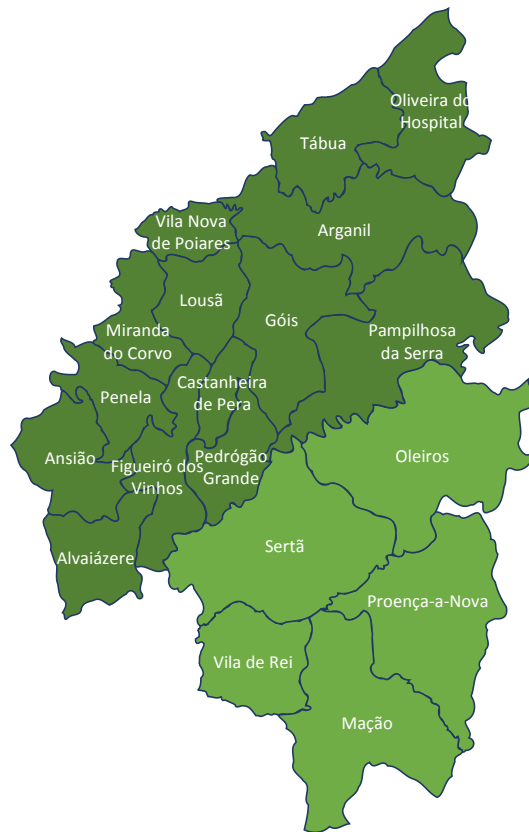 Oliveira do
Hospital
Tábua
Vila Nova
de Poiares
Arganil
Lousã
Góis
Miranda
do Corvo
Pampilhosa
da Serra
Castanheira
de Pera
Penela
Ansião
Figueiró dos
Vinhos
Pedrógão
Grande
Oleiros
Alvaiázere
Sertã
Proença-a-Nova
Vila de Rei
Mação